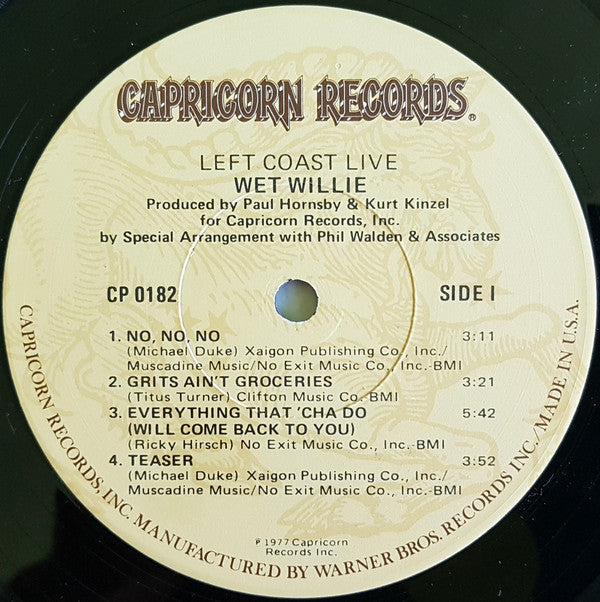 CAPRICORN RECORDS®
LEFT COAST LIVE
WET WILLIE
Produced by Paul Hornsby & Kurt Kinzel
for Capricorn Records, Inc.
by Special Arrangement with Phil Walden & Associates
CP 0182
SIDE I
1. NO, NO, NO 3:11
(Michael Duke) Xaigon Publishing Co., Inc./
Muscadine Music/No Exit Music Co., Inc.-BMI
2. GRITS AIN'T GROCERIES 3:21
(Titus Turner) Clifton Music Co.-BMI
3. EVERYTHING THAT 'CHA DO 5:42
(WILL COME BACK TO YOU)
(Ricky Hirsch) No Exit Music Co., Inc.-BMI
4. TEASER 3:52
(Michael Duke) Xaigon Publishing Co., Inc./
Muscadine Music/No Exit Music Co., Inc.-BMI
℗ 1977 Capricorn
Records Inc.
CAPRICORN RECORDS, INC. MANUFACTURED BY WARNER BROS. RECORDS INC./MADE IN U.S.A.